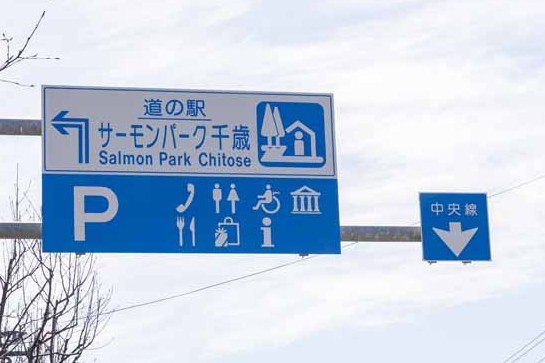 道の駅
サーモンパーク千歳
Salmon Park Chitose
P
i
中央線